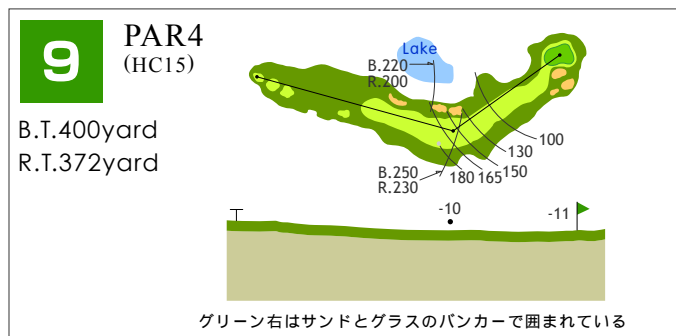 9
PAR4
(HC15)
B.T.400yard
R.T.372yard
Lake
B.220
R.200
100
130
150
165
180
B.250
R.230
-10
-11
グリーン右はサンドとグラスのバンカーで囲まれている